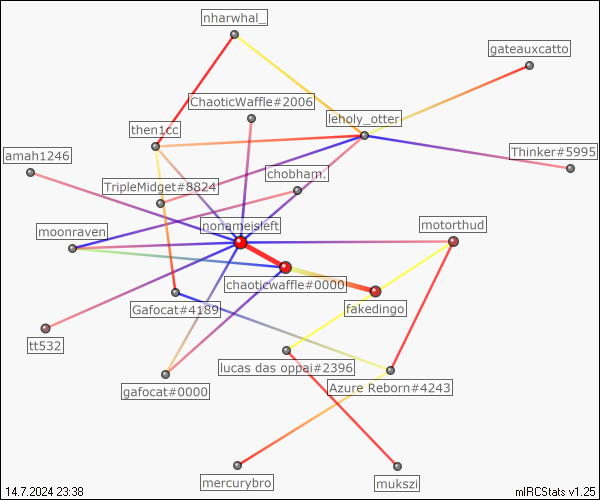 nharwhal_
gateauxcatto
ChaoticWaffle#2006
leholy_otter
then1cc
Thinker#5995
amah1246
chobham.
TripleMidget#8824
nonameisleft
motorthud
moonraven
chaoticwaffle#0000
Gafocat#4189
fakedingo
tt532
lucas das oppai#2396
Azure Reborn#4243
gafocat#0000
mercurybro
mukszi
14.7.2024 23:38
mIRCStats v1.25